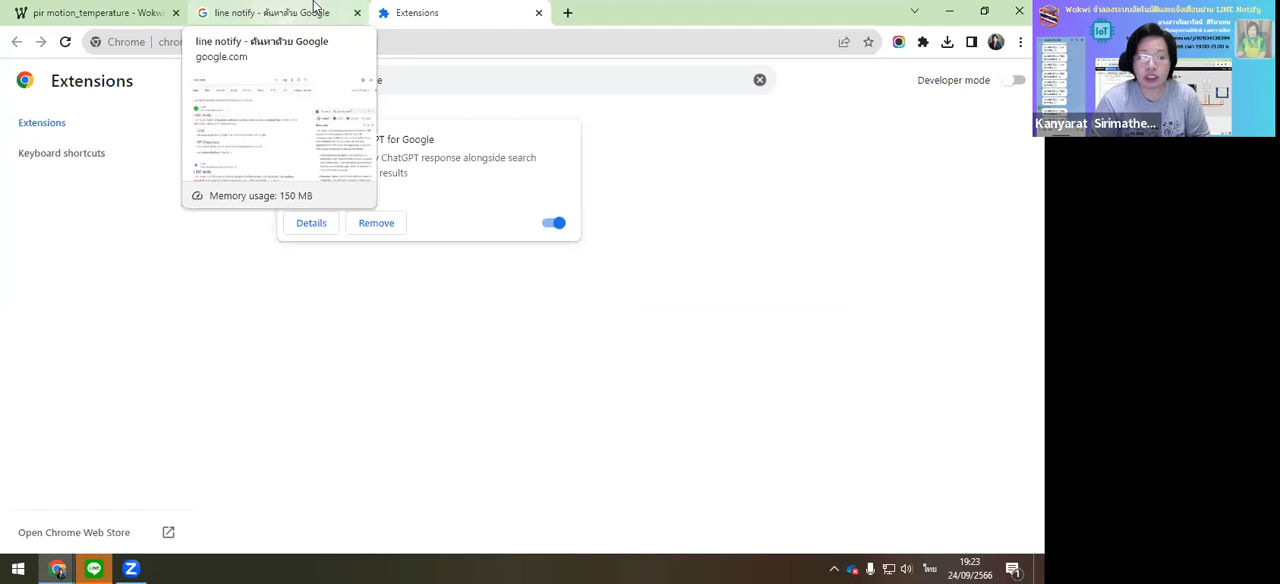 pir motion_temperature - Wokwi
line notify - ค้นหาด้วย Google
Extensions
Chrome
chro
line notify - ค้นหาด้วย Google
google.com
Memory usage: 150 MB
Extensions
Developer mode
Extensions
Keyboard shortcuts
PT for Google
ChatGPT response alongside search
results
Details
Remove
Open Chrome Web Store
19:23
24/09/2566
ไทย
Wokwi จำลองระบบอัตโนมัติและแจ้งเตือนผ่าน LINE Notify
IoT
Kanyarat Sirimathe...